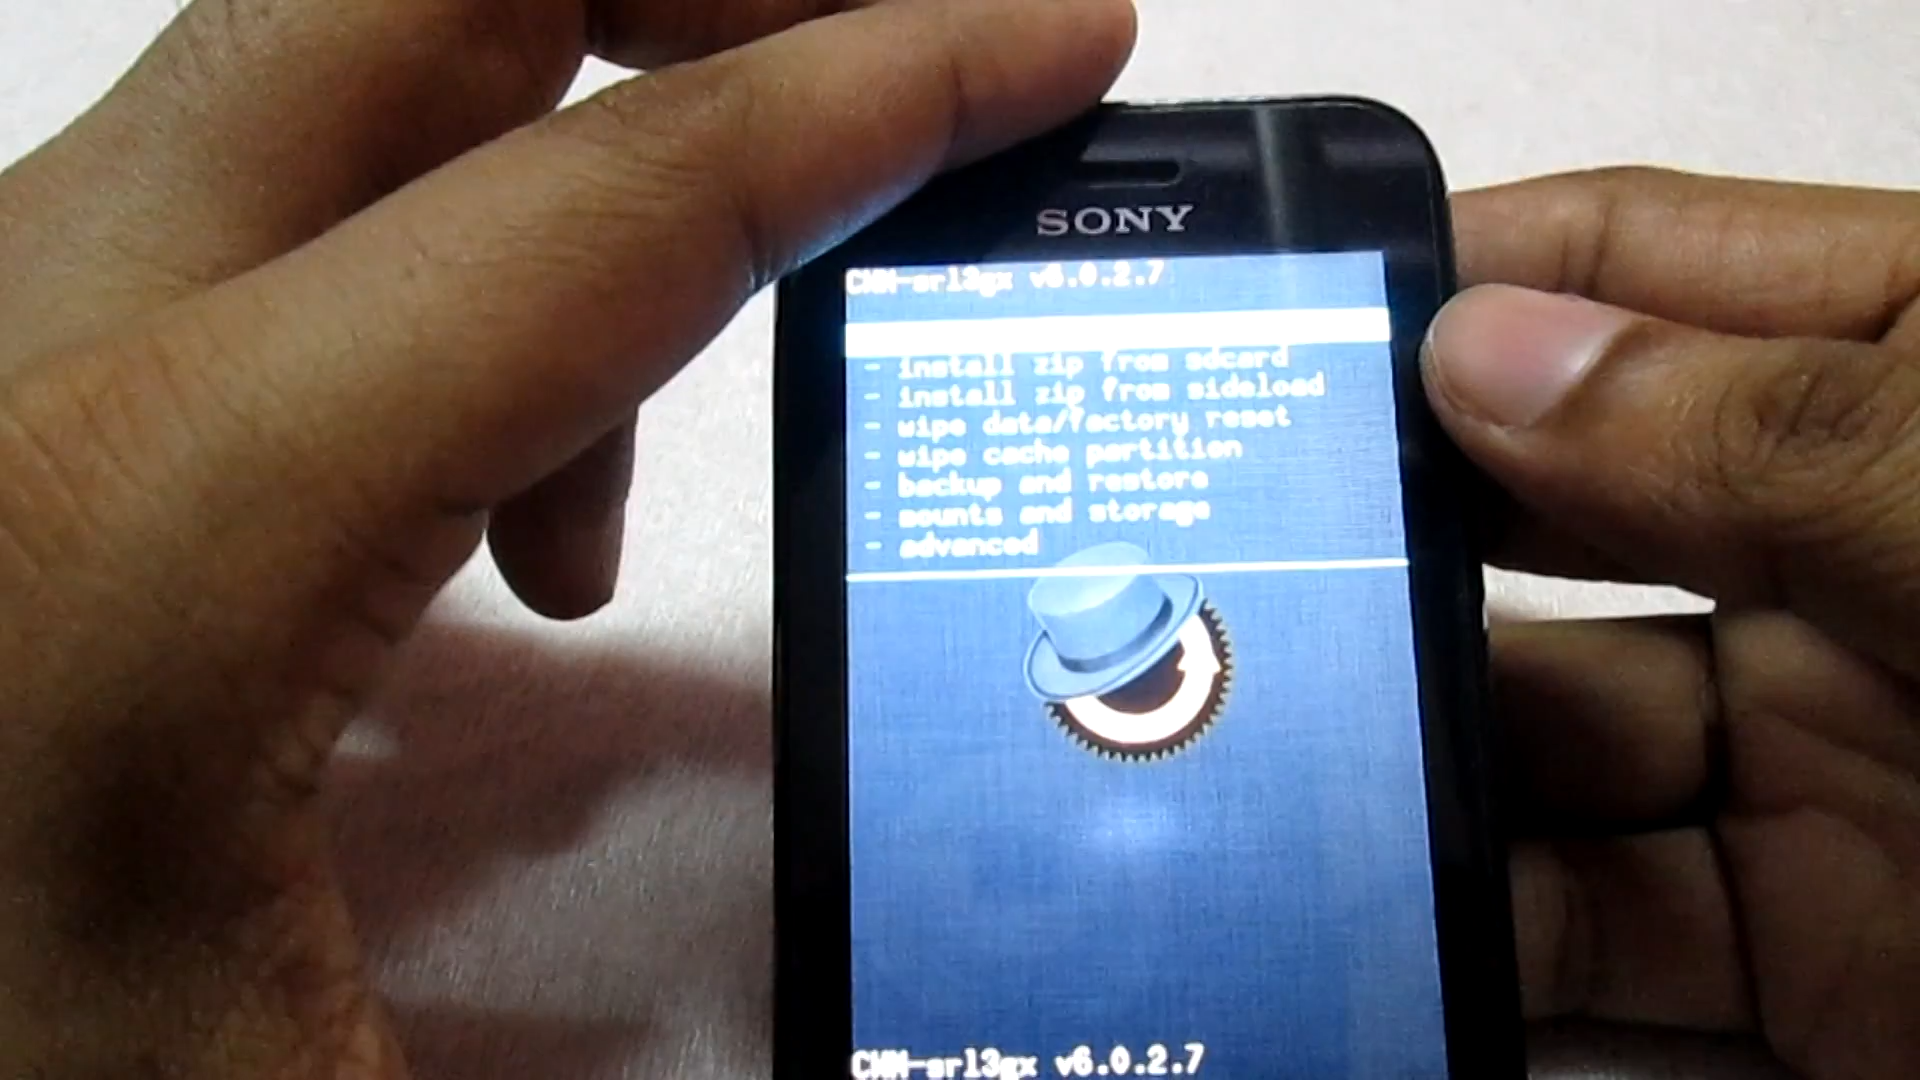 SONY
CWM-srl3gx v6.0.2.7
- install zip from sdcard
- install zip from sideload
- wipe data/factory reset
- wipe cache partition
- backup and restore
- mounts and storage
- advanced
CWM-srl3gx v6.0.2.7